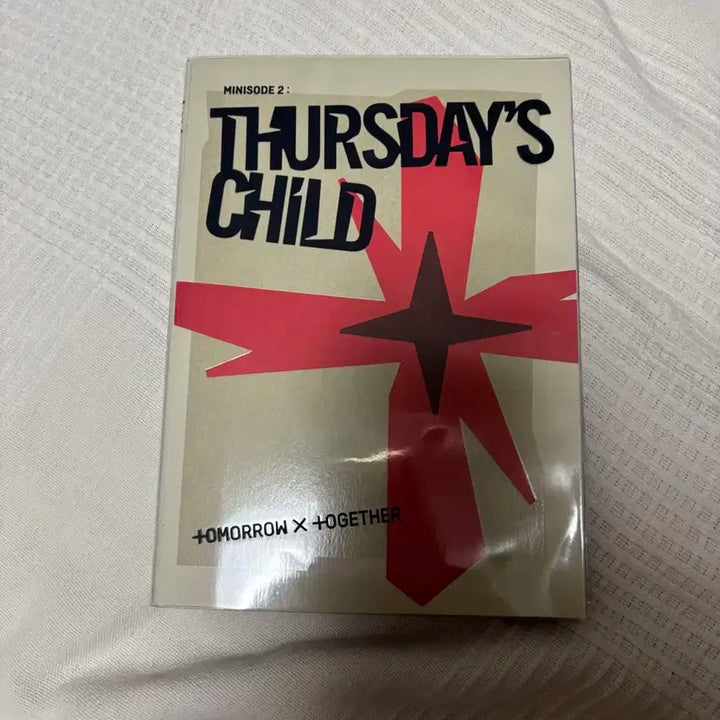 MINISODE 2 :
THURSDAY'S
CHiLD
TOMORROW X TOGETHER